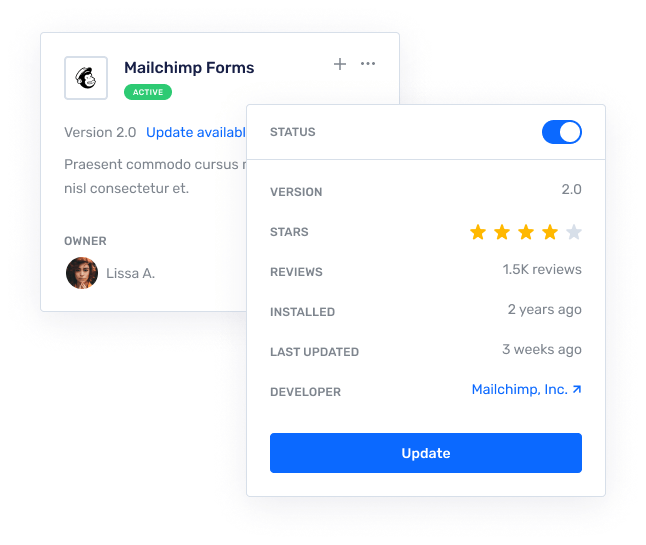 Mailchimp Forms
ACTIVE
Version 2.0 Update availabl
Praesent commodo cursus
nisl consectetur et.
OWNER
Lissa A.
STATUS
VERSION 2.0
STARS
REVIEWS 1.5K reviews
INSTALLED 2 years ago
LAST UPDATED 3 weeks ago
DEVELOPER Mailchimp, Inc.
Update